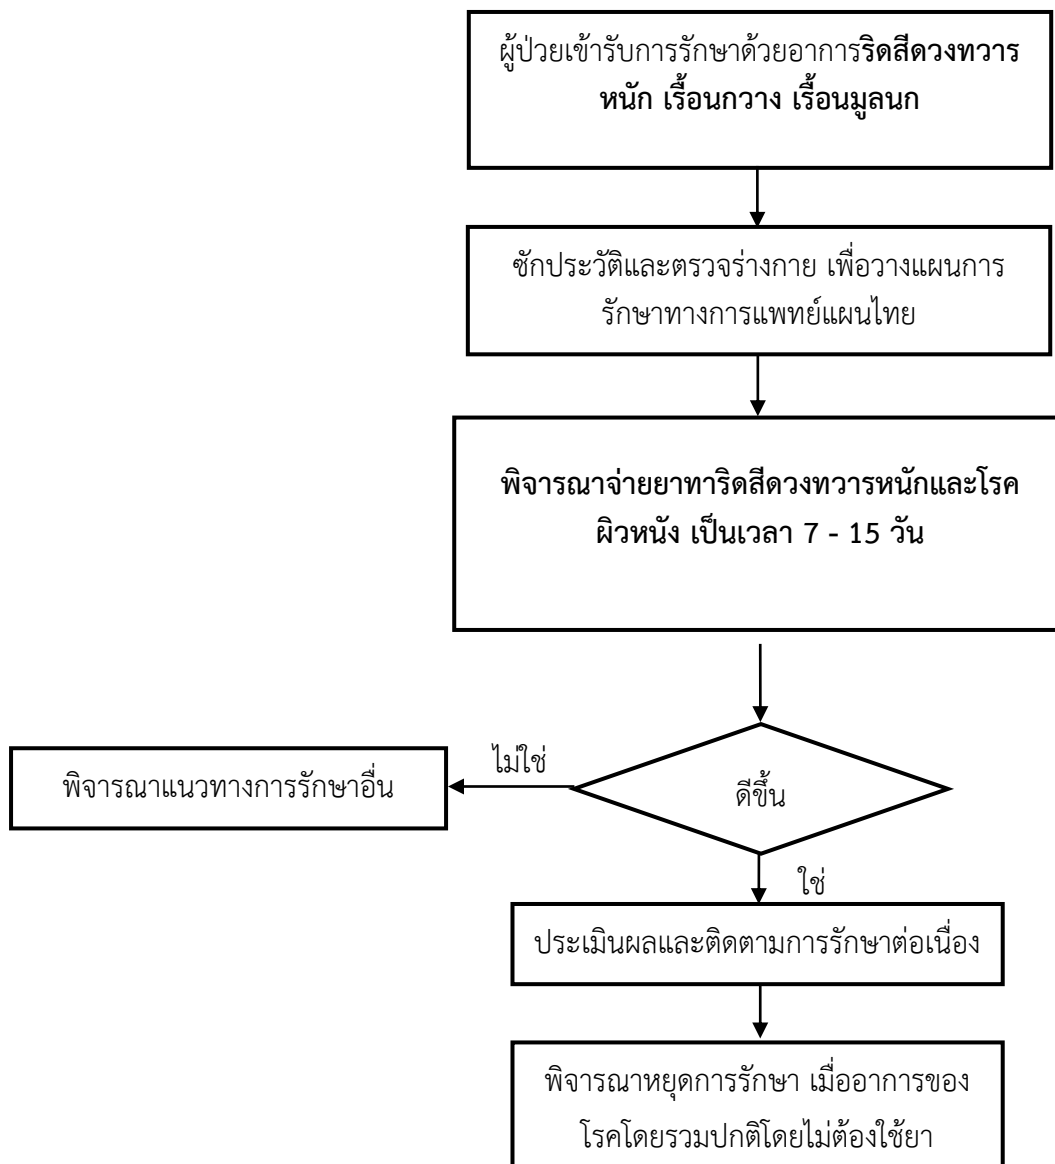 ผู้ป่วยเข้ารับการรักษาด้วยอาการริดสีดวงทวาร
หนัก เรื้อนกวาง เรื้อนมูลนก
ซักประวัติและตรวจร่างกาย เพื่อวางแผนการ
รักษาทางการแพทย์แผนไทย
พิจารณาจ่ายยาทาริดสีดวงทวารหนักและโรค
ผิวหนัง เป็นเวลา 7 - 15 วัน
ไม่ใช่
พิจารณาแนวทางการรักษาอื่น
ดีขึ้น
ใช่
ประเมินผลและติดตามการรักษาต่อเนื่อง
พิจารณาหยุดการรักษา เมื่ออาการของ
โรคโดยรวมปกติโดยไม่ต้องใช้ยา